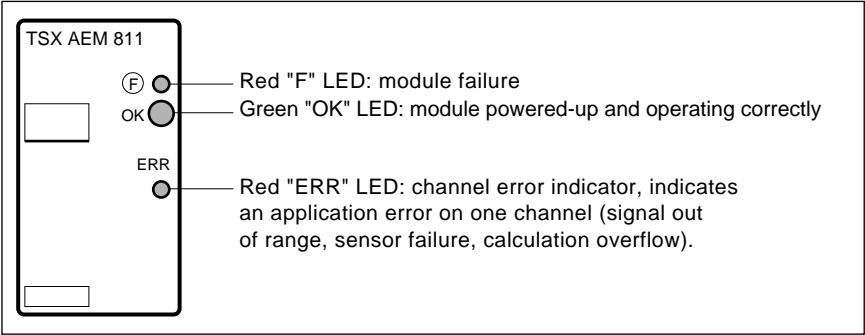 TSX AEM 811
F
Red "F" LED: module failure
OK
Green "OK" LED: module powered-up and operating correctly
ERR
Red "ERR" LED: channel error indicator, indicates
an application error on one channel (signal out
of range, sensor failure, calculation overflow).